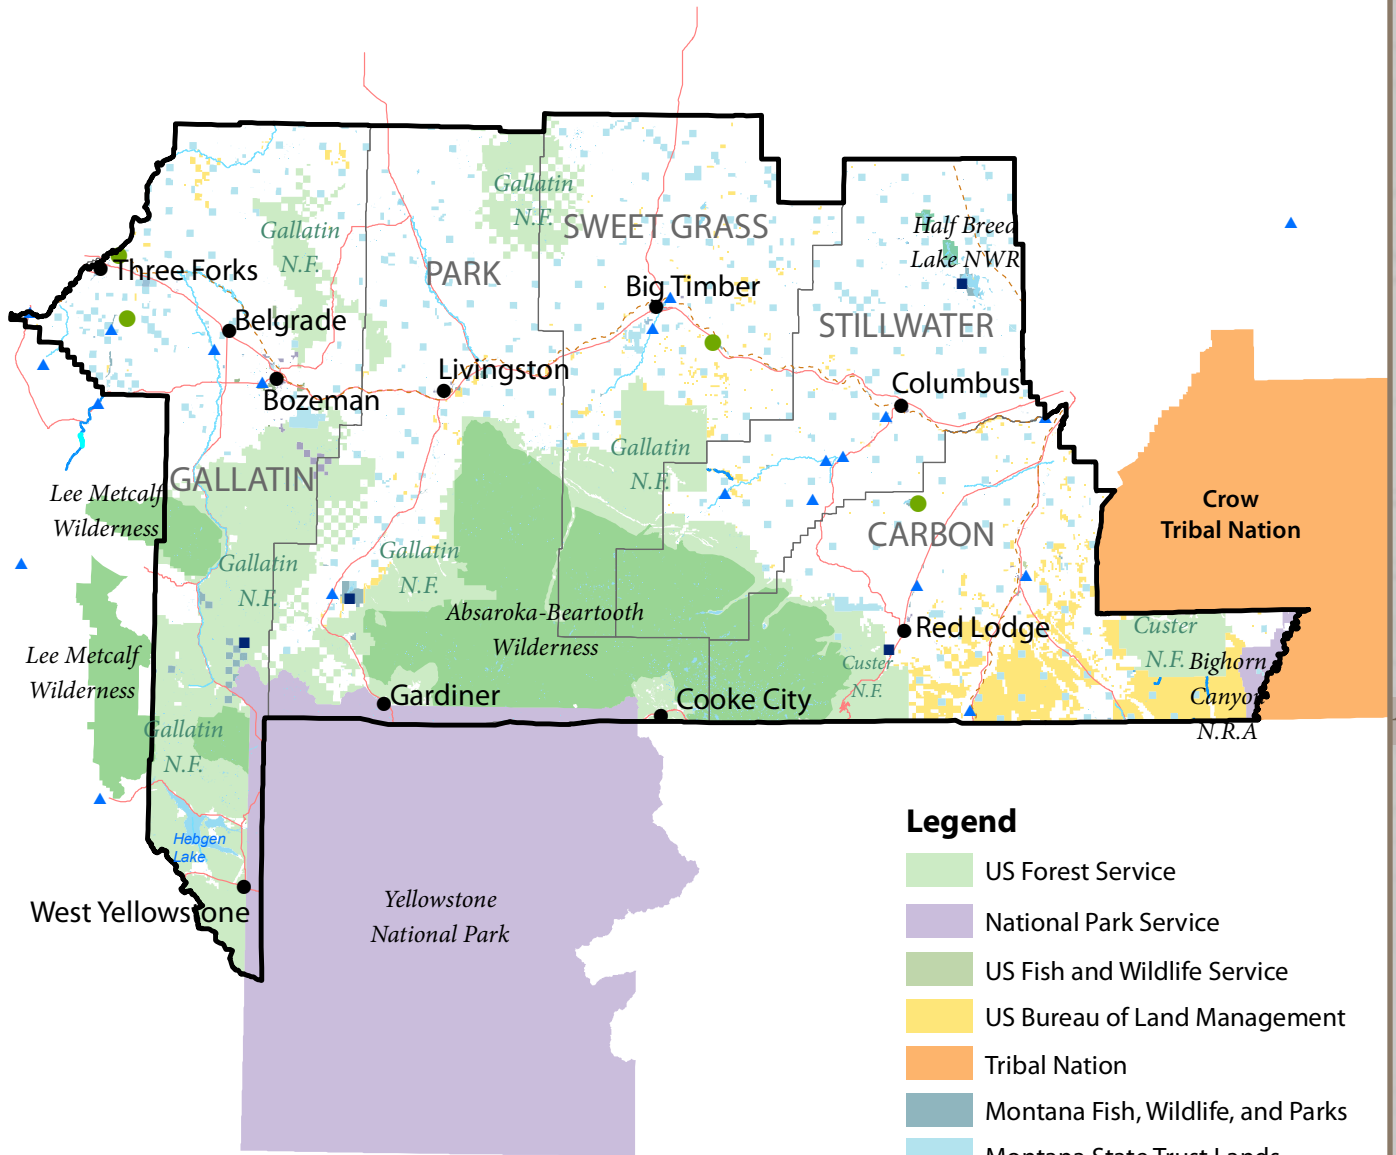 Gallatin
N.F.
SWEET GRASS
Half Breed
Lake NWR
Gallatin
N.F.
Three Forks
PARK
Big Timber
STILLWATER
Belgrade
Livingston
Columbus
Bozeman
Gallatin
N.F.
GALLATIN
Lee Metcalf
Wilderness
Crow
Tribal Nation
CARBON
Gallatin
N.F.
Gallatin
N.F.
Absaroka-Beartooth
Wilderness
Red Lodge
Custer
N.F.
Lee Metcalf
Wilderness
Custer
N.F.
Bighorn
Canyon
N.R.A
Gardiner
Cooke City
Gallatin
N.F.
Hebgen
Lake
West Yellowstone
Yellowstone
National Park
Legend
US Forest Service
National Park Service
US Fish and Wildlife Service
US Bureau of Land Management
Tribal Nation
Montana Fish, Wildlife, and Parks
Montana State Trust Lands